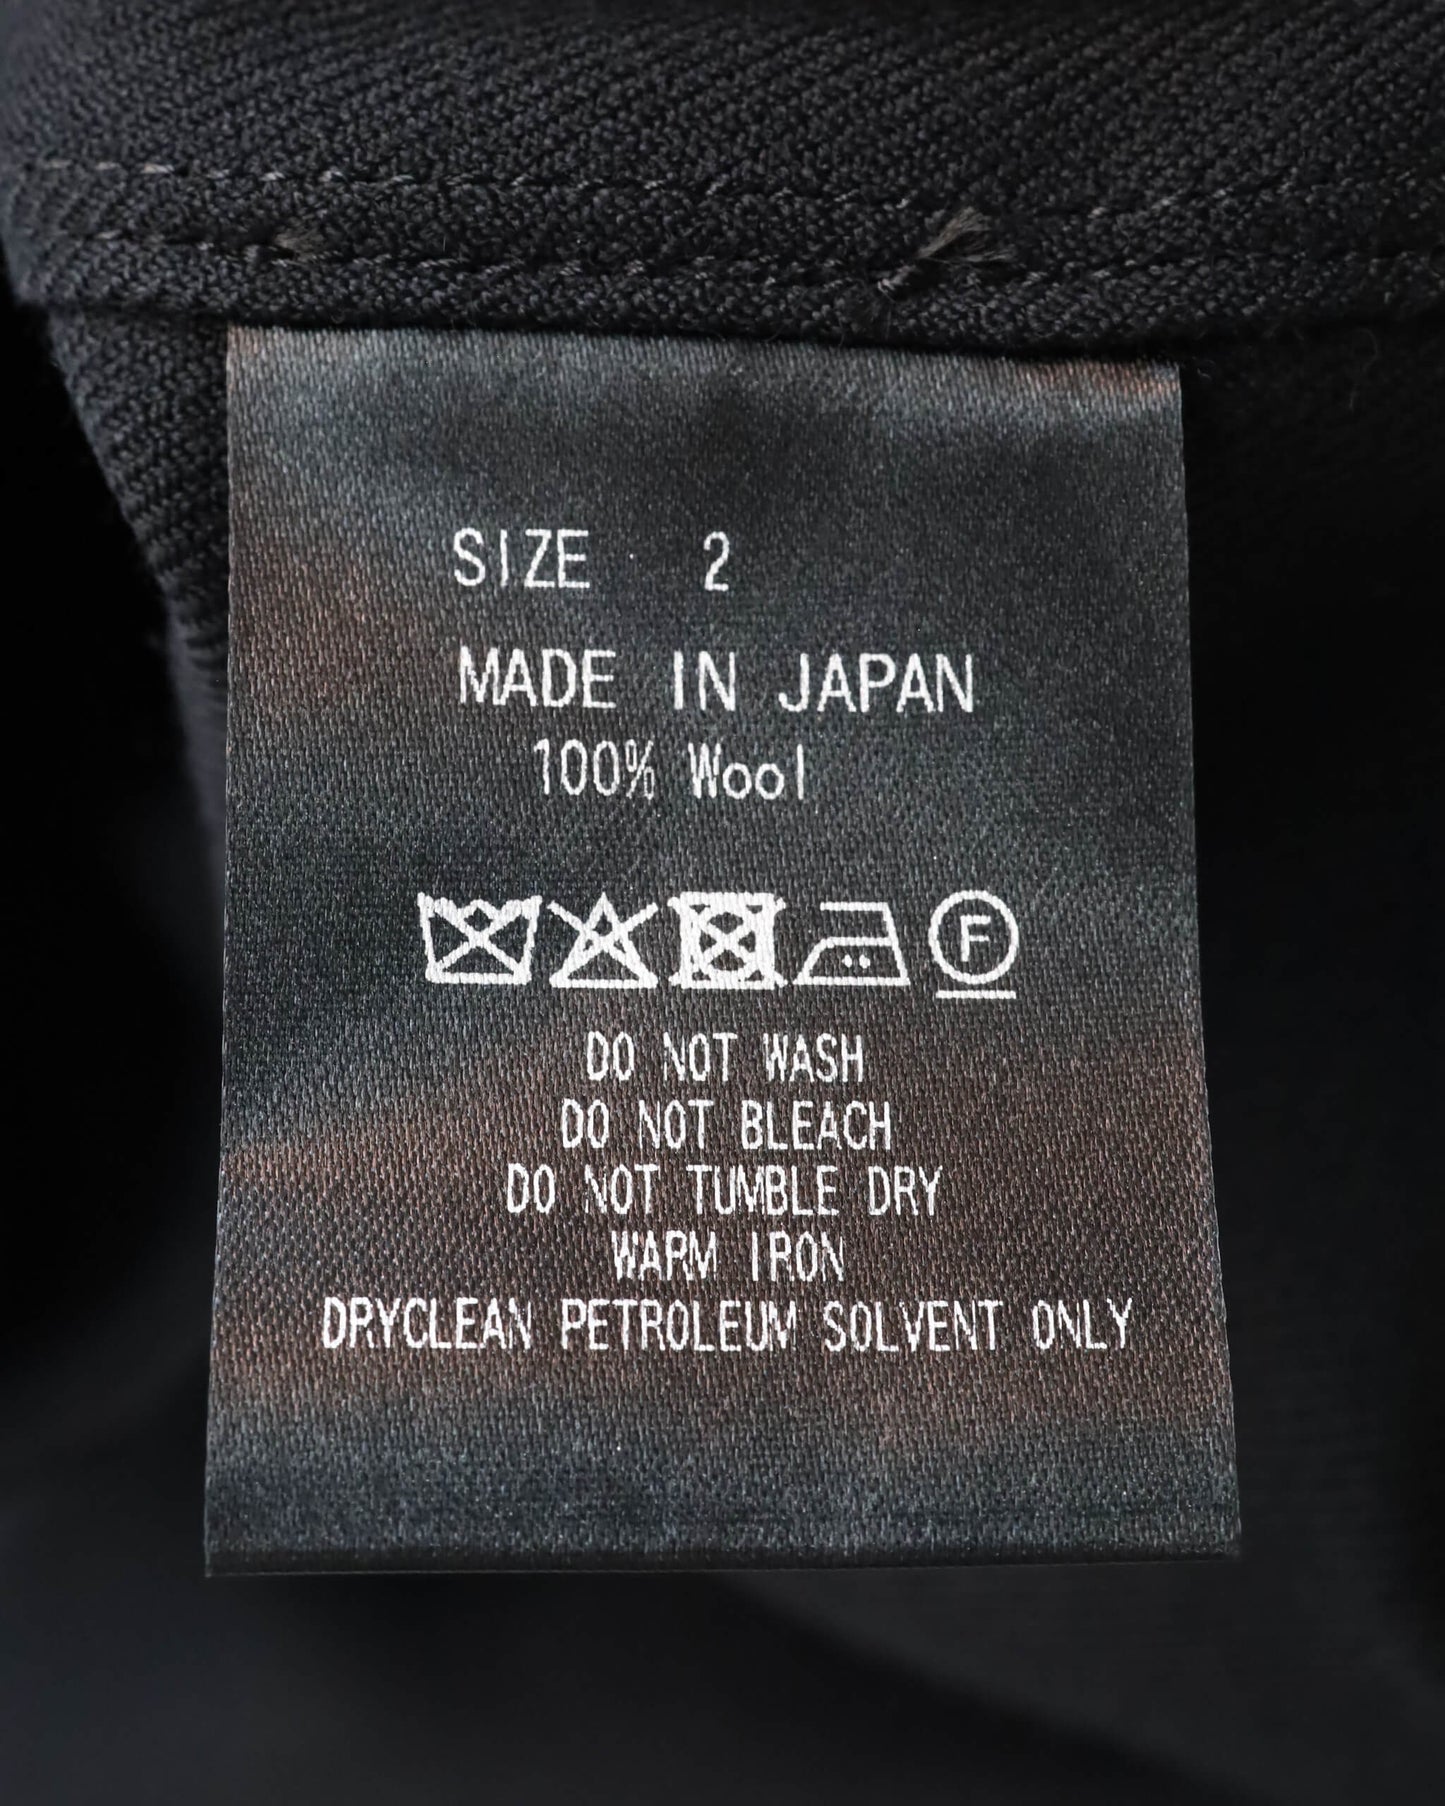 SIZE 2
MADE IN JAPAN
100% Wool
F
DO NOT WASH
DO NOT BLEACH
DO NOT TUMBLE DRY
WARM IRON
DRYCLEAN PETROLEUM SOLVENT ONLY